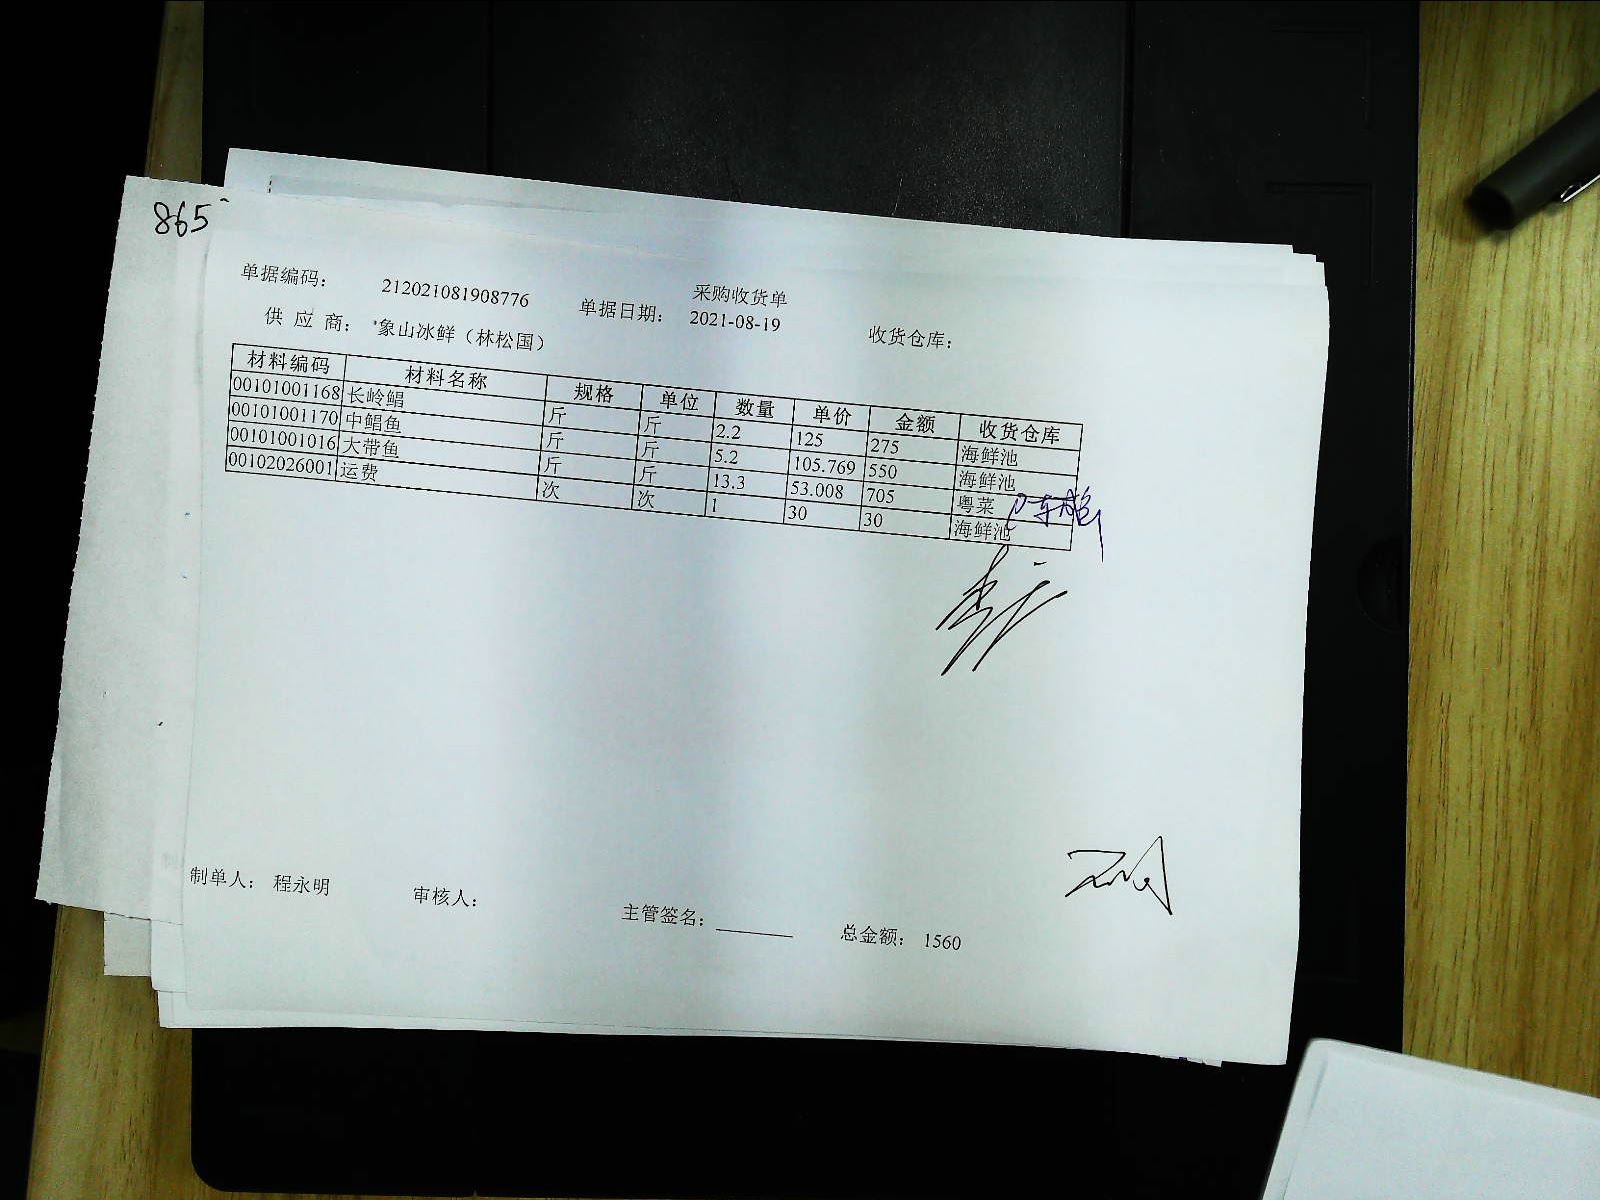 865
采购收货单
单据编码: 212021081908776 单据日期: 2021-08-19 收货仓库:
供 应 商: 象山冰鲜（林松国）
材料编码 材料名称 规格 单位 数量 单价 金额 收货仓库
00101001168 长岭鲳 斤 斤 2.2 125 275 海鲜池
00101001170 中鲳鱼 斤 斤 5.2 105.769 550 海鲜池
00101001016 大带鱼 斤 斤 13.3 53.008 705 粤菜
00102026001 运费 次 次 1 30 30 海鲜池
制单人: 程永明 审核人: 主管签名: 总金额: 1560